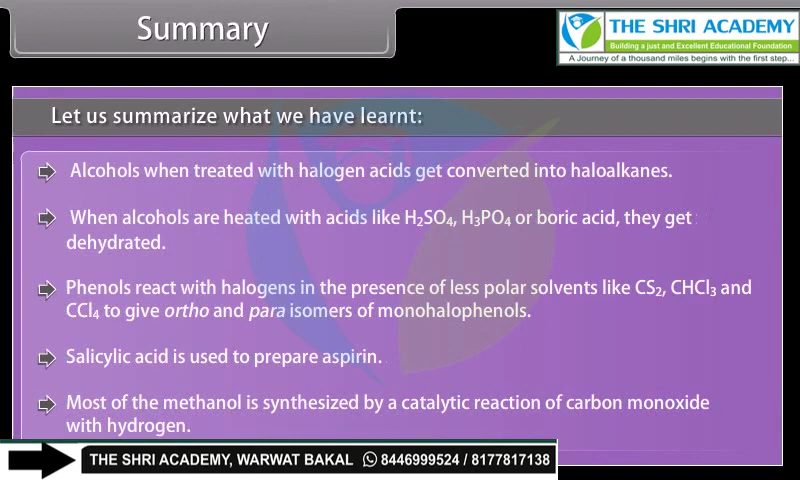 Summary
THE SHRI ACADEMY
Building a just and Excellent Educational Foundation
A Journey of a thousand miles begins with the first step...
Let us summarize what we have learnt:
Alcohols when treated with halogen acids get converted into haloalkanes.
When alcohols are heated with acids like H₂SO₄, H₃PO₄ or boric acid, they get
dehydrated.
Phenols react with halogens in the presence of less polar solvents like CS₂, CHCl₃ and
CCl₄ to give ortho and para isomers of monohalophenols.
Salicylic acid is used to prepare aspirin.
Most of the methanol is synthesized by a catalytic reaction of carbon monoxide
with hydrogen.
THE SHRI ACADEMY, WARWAT BAKAL 8446999524 / 8177817138